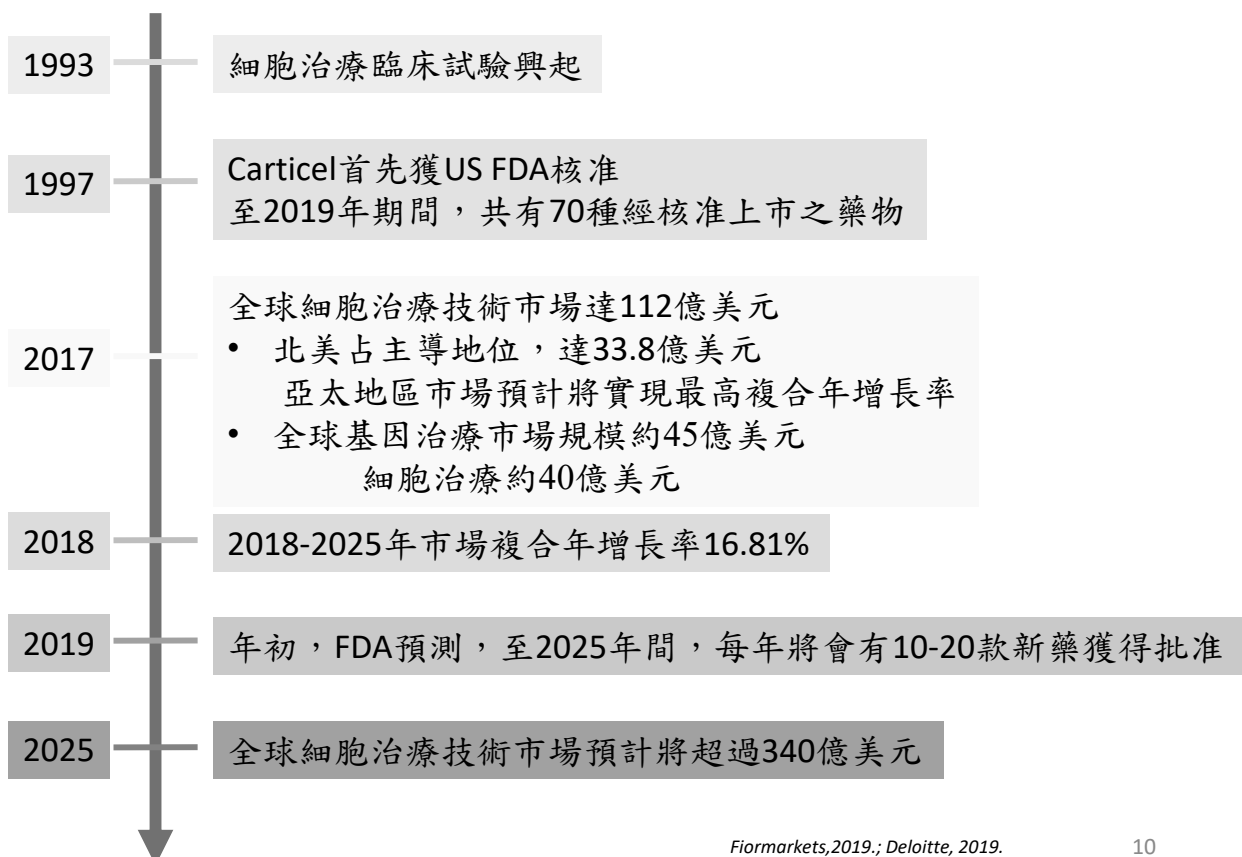 1993
細胞治療臨床試驗興起
1997
Carticel首先獲US FDA核准
至2019年期間，共有70種經核准上市之藥物
2017
全球細胞治療技術市場達112億美元
• 北美占主導地位，達33.8億美元
亞太地區市場預計將實現最高複合年增長率
• 全球基因治療市場規模約45億美元
細胞治療約40億美元
2018
2018-2025年市場複合年增長率16.81%
2019
年初，FDA預測，至2025年間，每年將會有10-20款新藥獲得批准
2025
全球細胞治療技術市場預計將超過340億美元
Fiormarkets,2019.; Deloitte, 2019.
10